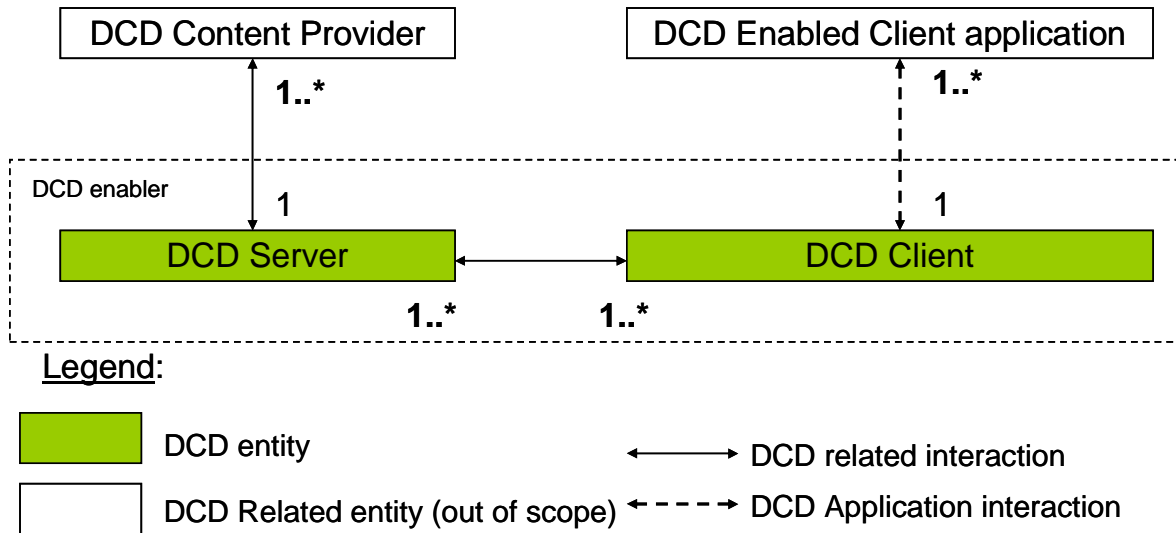 DCD Content Provider
DCD Enabled Client application
1..*
1..*
DCD enabler
1
1
DCD Server
DCD Client
1..*
1..*
Legend:
DCD entity
DCD related interaction
DCD Related entity (out of scope)
DCD Application interaction